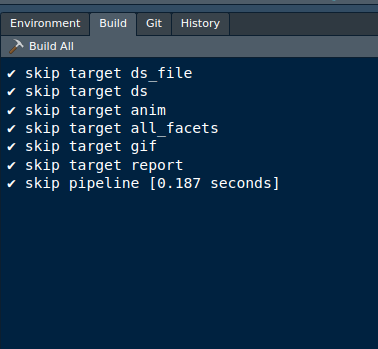 Environment Build Git History
Build All
✔ skip target ds_file
✔ skip target ds
✔ skip target anim
✔ skip target all_facets
✔ skip target gif
✔ skip target report
✔ skip pipeline [0.187 seconds]